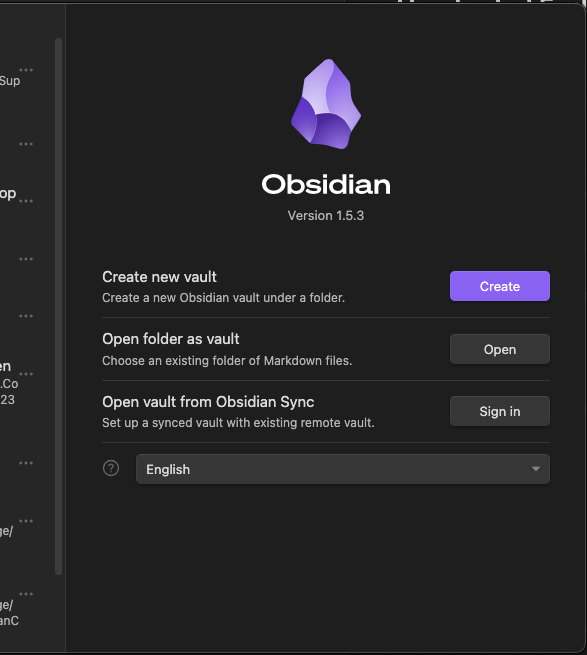 Sup
op
en
.Co
23
ge/
ge/
anC
Obsidian
Version 1.5.3
Create new vault
Create a new Obsidian vault under a folder.
Create
Open folder as vault
Choose an existing folder of Markdown files.
Open
Open vault from Obsidian Sync
Set up a synced vault with existing remote vault.
Sign in
?
English